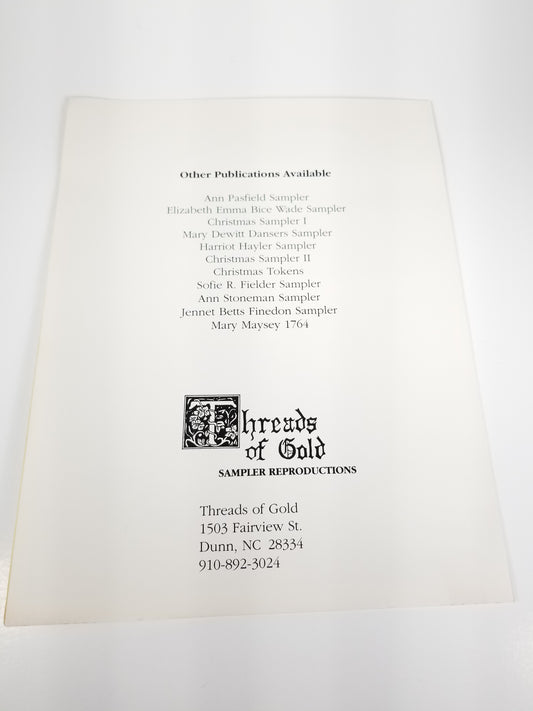 Other Publications Available
Ann Pasfield Sampler
Elizabeth Emma Bice Wade Sampler
Christmas Sampler I
Mary Dewitt Dansers Sampler
Harriot Hayler Sampler
Christmas Sampler II
Christmas Tokens
Sofie R. Fielder Sampler
Ann Stoneman Sampler
Jennet Betts Finedon Sampler
Mary Maysey 1764
Threads
of Gold
SAMPLER REPRODUCTIONS
Threads of Gold
1503 Fairview St.
Dunn, NC 28334
910-892-3024